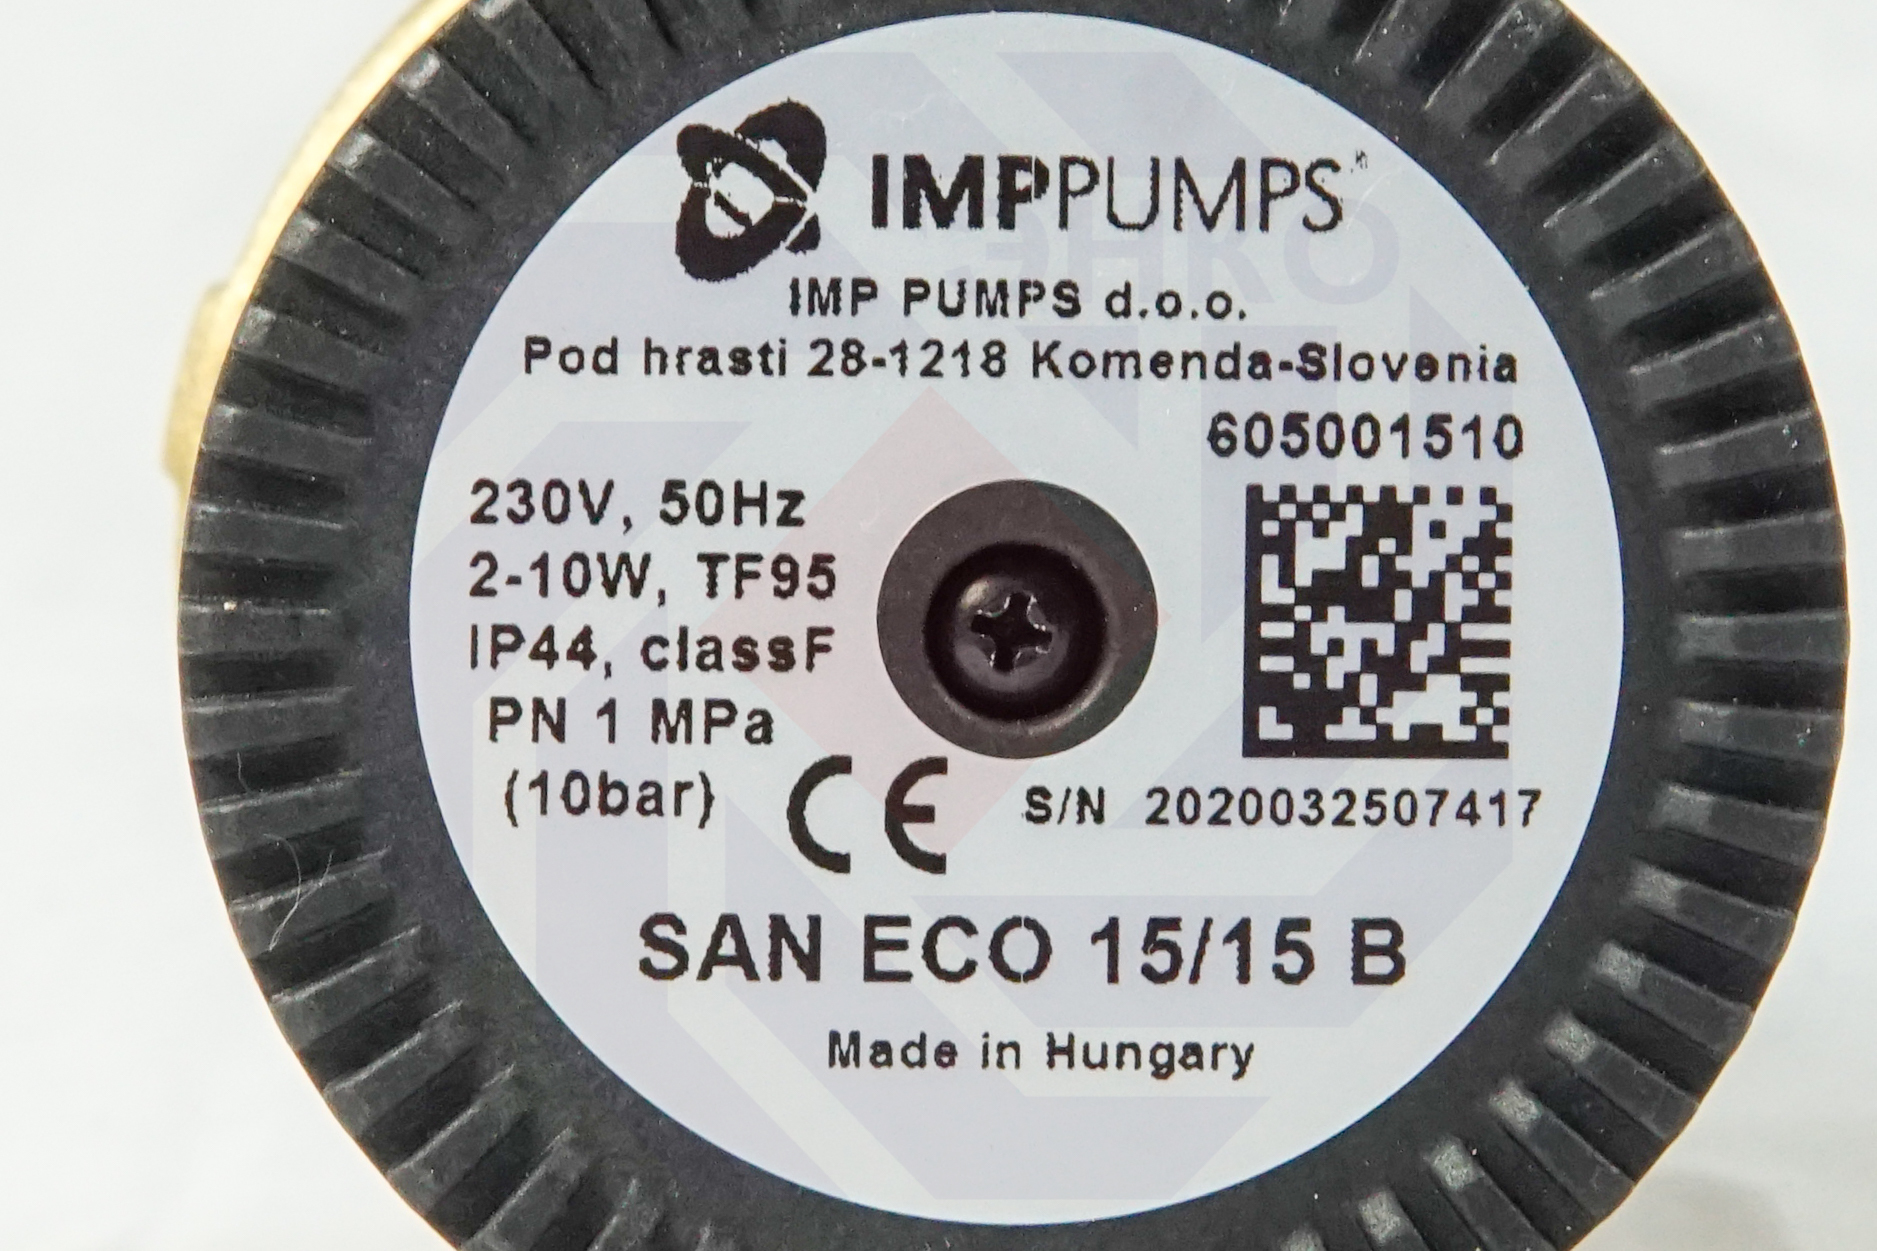 IMPPUMPS
ЭНКО
IMP PUMPS d.o.o.
Pod hrasti 28-1218 Komenda-Slovenia
605001510
230V, 50Hz
2-10W, TF95
IP44, classF
PN 1 MPa
(10bar)
CE
S/N 2020032507417
SAN ECO 15/15 B
Made in Hungary